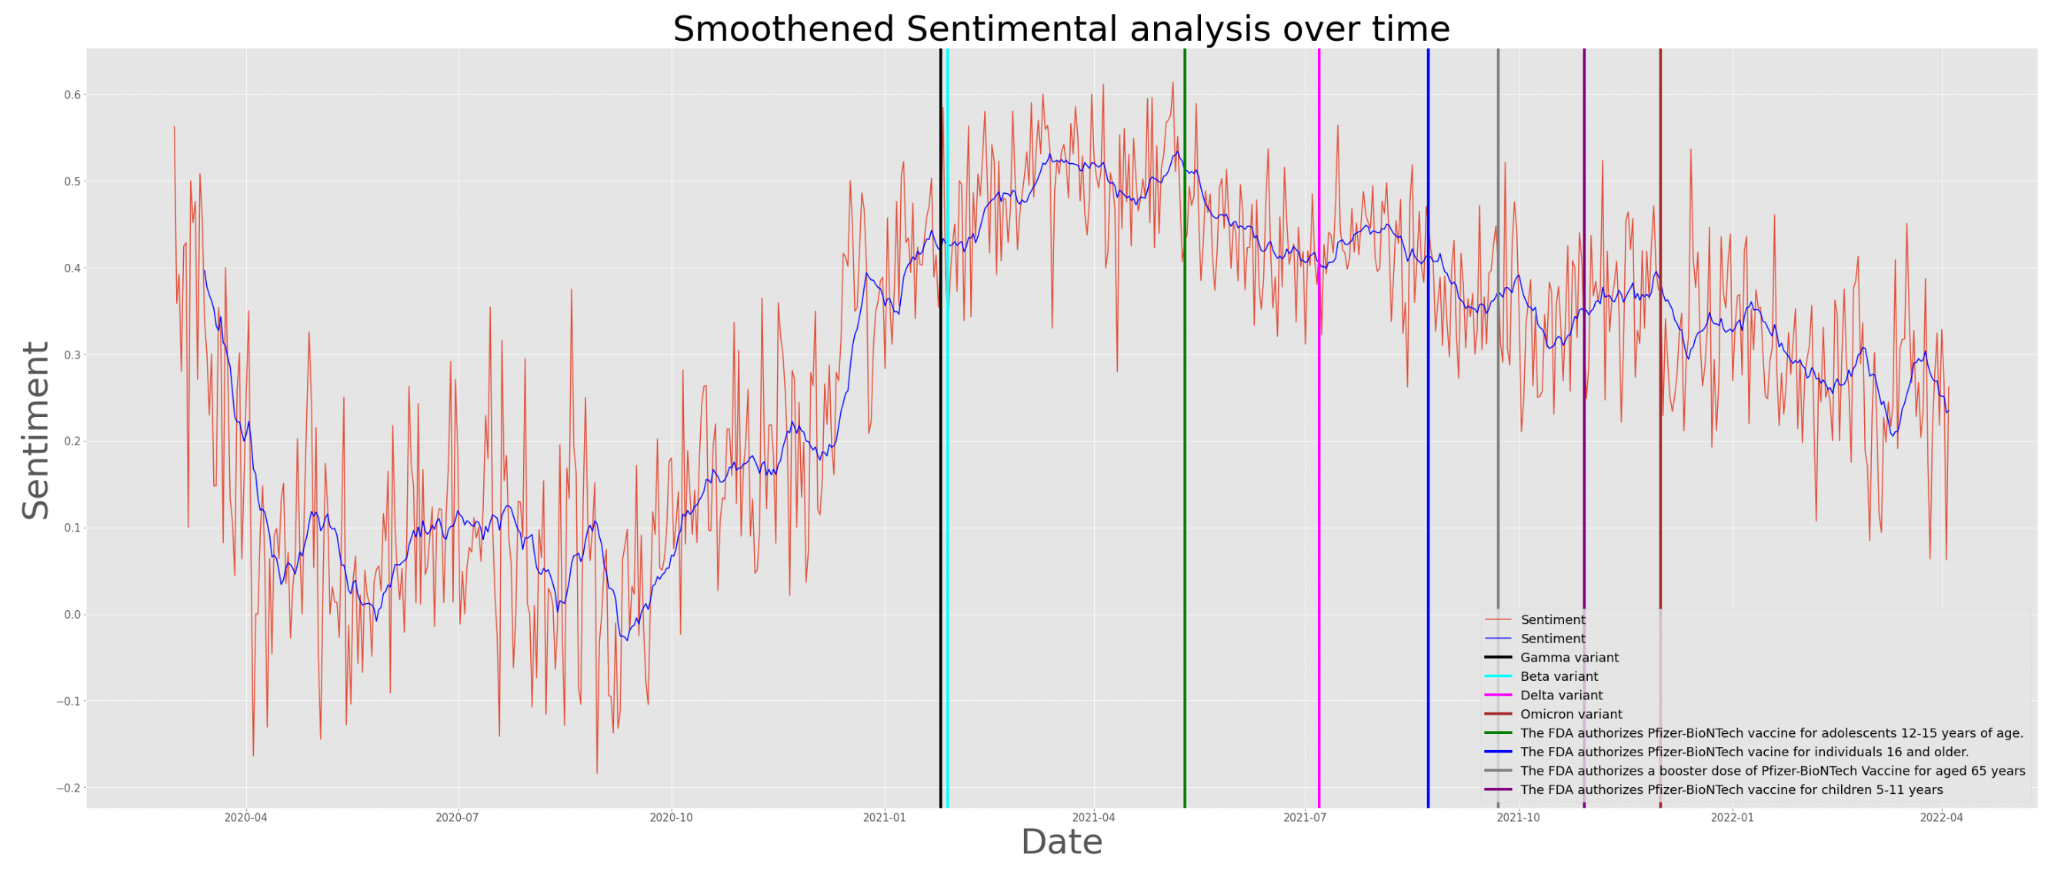 Smoothened Sentimental analysis over time
Sentiment
0.6
0.5
0.4
0.3
0.2
0.1
0.0
−0.1
−0.2
Sentiment
Sentiment
Gamma variant
Beta variant
Delta variant
Omicron variant
The FDA authorizes Pfizer-BioNTech vaccine for adolescents 12-15 years of age.
The FDA authorizes Pfizer-BioNTech vacine for individuals 16 and older.
The FDA authorizes a booster dose of Pfizer-BioNTech Vaccine for aged 65 years
The FDA authorizes Pfizer-BioNTech vaccine for children 5-11 years
2020-04 2020-07 2020-10 2021-01 2021-04 2021-07 2021-10 2022-01 2022-04
Date